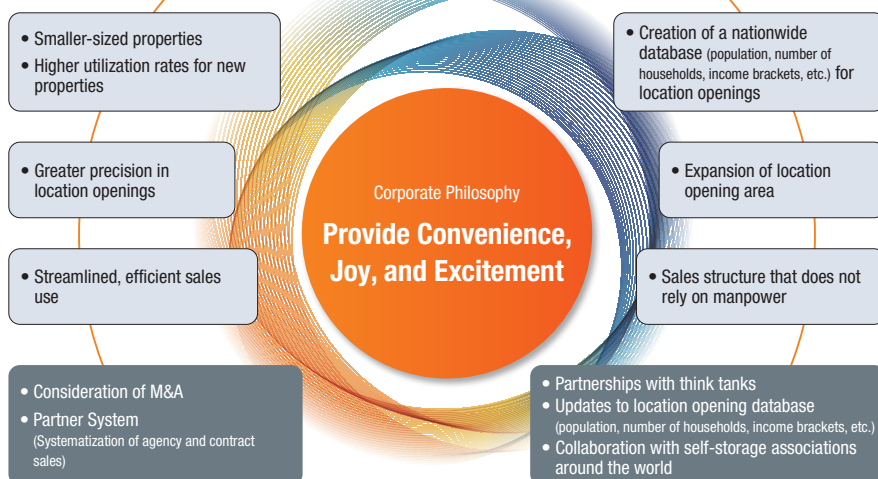 • Smaller-sized properties
• Higher utilization rates for new
properties
• Greater precision in
location openings
• Streamlined, efficient sales
use
• Consideration of M&A
• Partner System
(Systematization of agency and contract
sales)
Corporate Philosophy
Provide Convenience,
Joy, and Excitement
• Creation of a nationwide
database (population, number of
households, income brackets, etc.) for
location openings
• Expansion of location
opening area
• Sales structure that does not
rely on manpower
• Partnerships with think tanks
• Updates to location opening database
(population, number of households, income brackets, etc.)
• Collaboration with self-storage associations
around the world